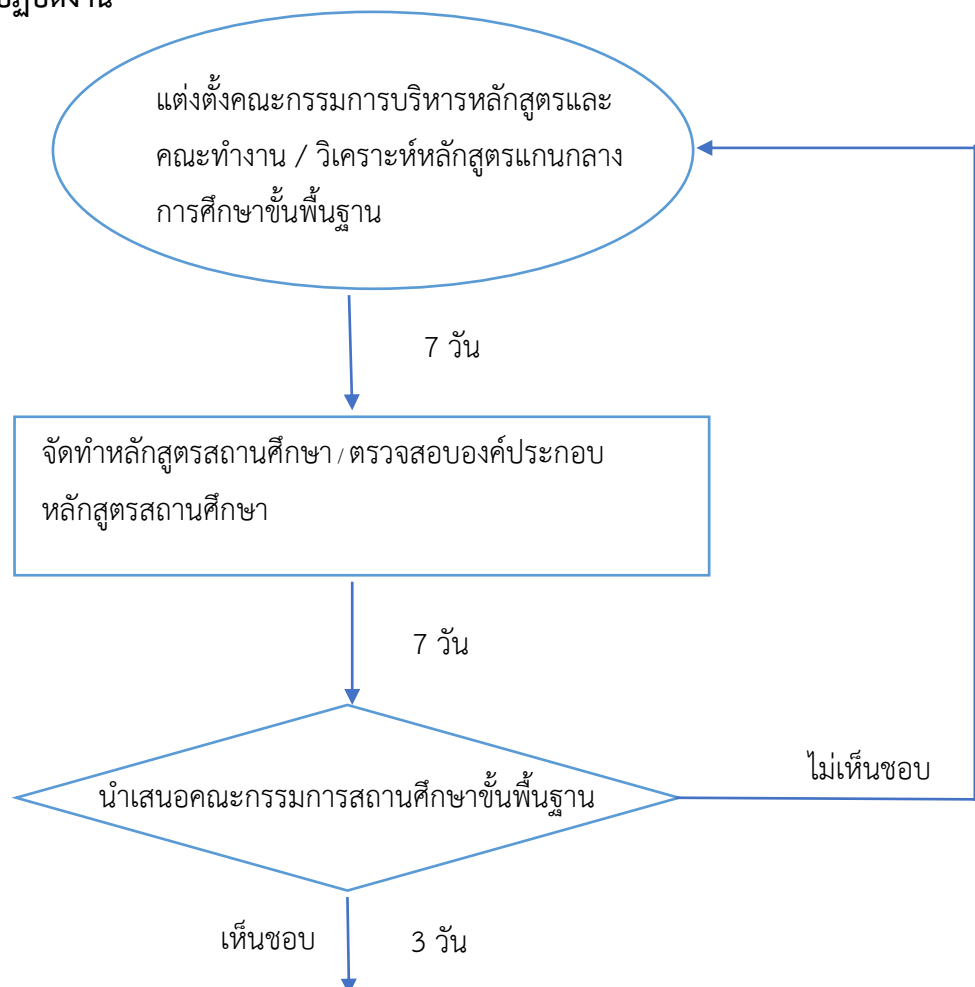 แต่งตั้งคณะกรรมการบริหารหลักสูตรและ
คณะทำงาน / วิเคราะห์หลักสูตรแกนกลาง
การศึกษาขั้นพื้นฐาน
7 วัน
จัดทำหลักสูตรสถานศึกษา / ตรวจสอบองค์ประกอบ
หลักสูตรสถานศึกษา
7 วัน
ไม่เห็นชอบ
นำเสนอคณะกรรมการสถานศึกษาขั้นพื้นฐาน
เห็นชอบ 3 วัน